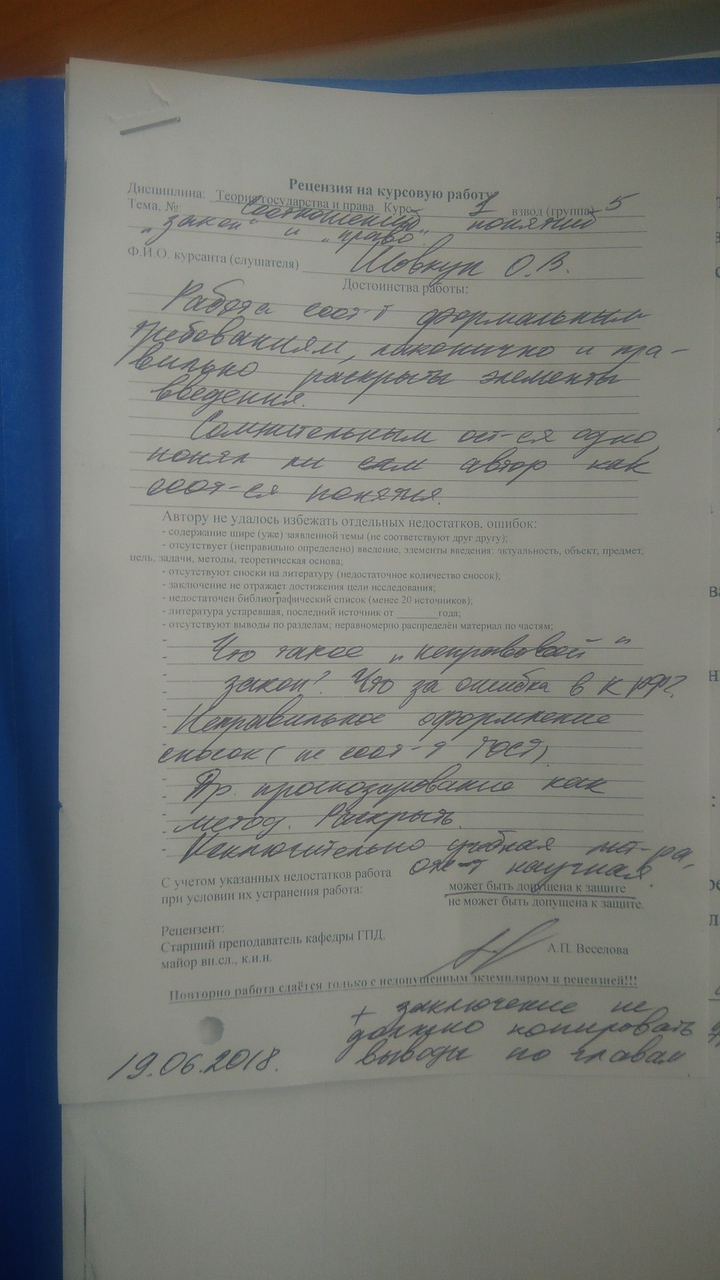 Рецензия на курсовую работу
Дисциплина: Теория государства и права Курс 1 взвод (группа) 5
Тема, № Соотношение понятий
„закон" и „право".
Ф.И.О. курсанта (слушателя) Шовкун О.В.
Достоинства работы:
Работа соот-т формальным
требованиям, лаконично и пра-
вильно раскрыты элементы
введения.
Сомнительным ост-ся одно,
понял ли сам автор как
соот-ся понятия.
Автору не удалось избежать отдельных недостатков, ошибок:
- содержание шире (уже) заявленной темы (не соответствуют друг другу);
- отсутствует (неправильно определено) введение, элементы введения: актуальность, объект, предмет,
цель, задачи, методы, теоретическая основа;
- отсутствуют сноски на литературу (недостаточное количество сносок);
- заключение не отражает достижения цели исследования;
- недостаточен библиографический список (менее 20 источников);
- литература устаревшая, последний источник от ________года;
- отсутствуют выводы по разделам; неравномерно распределён материал по частям;
- Что такое „неправовой"
- закон? Что за ошибка в К РФ?
- Неправильное оформление
сносок (не соот-т ГОСТ)
- Пр. прогнозирование как
- метод. Раскрыть.
- Исключительно учебная лит-ра,
С учетом указанных недостатков работа отс-т научная.
при условии их устранения работа: может быть допущена к защите
не может быть допущена к защите.
Рецензент:
Старший преподаватель кафедры ГПД,
майор вн.сл., к.и.н. А.П. Веселова
Повторно работа сдаётся только с недопущенным экземпляром и рецензией!!!
+ заключение не
должно копировать
19.06.2018. выводы по главам